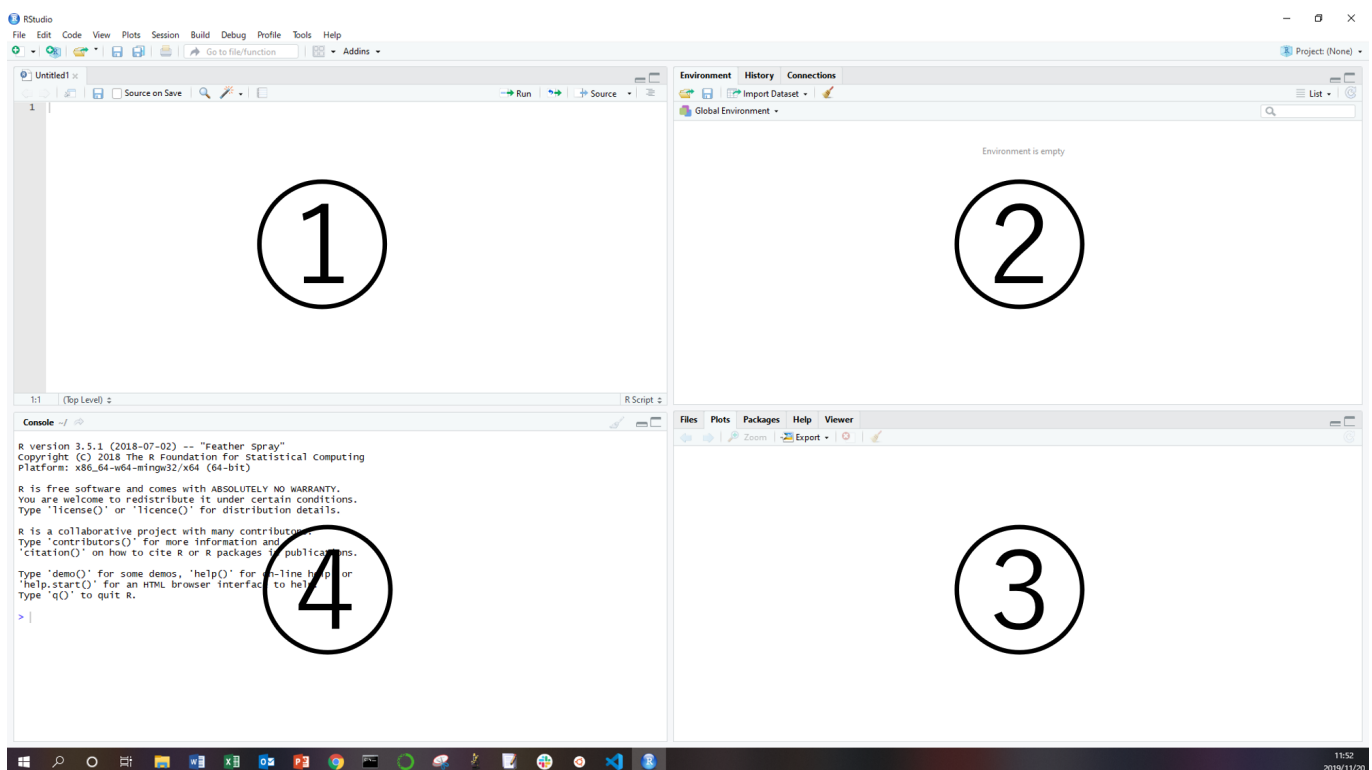 RStudio
File Edit Code View Plots Session Build Debug Profile Tools Help
Go to file/function Addins Project: (None)
Untitled1
Source on Save Run Source
1
1
1:1 (Top Level) R Script
Environment History Connections
Import Dataset List
Global Environment
Environment is empty
2
Console ~/
R version 3.5.1 (2018-07-02) -- "Feather Spray"
Copyright (C) 2018 The R Foundation for Statistical Computing
Platform: x86_64-w64-mingw32/x64 (64-bit)
R is free software and comes with ABSOLUTELY NO WARRANTY.
You are welcome to redistribute it under certain conditions.
Type 'license()' or 'licence()' for distribution details.
R is a collaborative project with many contributors.
Type 'contributors()' for more information and
'citation()' on how to cite R or R packages in publications.
Type 'demo()' for some demos, 'help()' for on-line help, or
'help.start()' for an HTML browser interface to help.
Type 'q()' to quit R.
>
4
Files Plots Packages Help Viewer
Zoom Export
3
11:52
2019/11/20